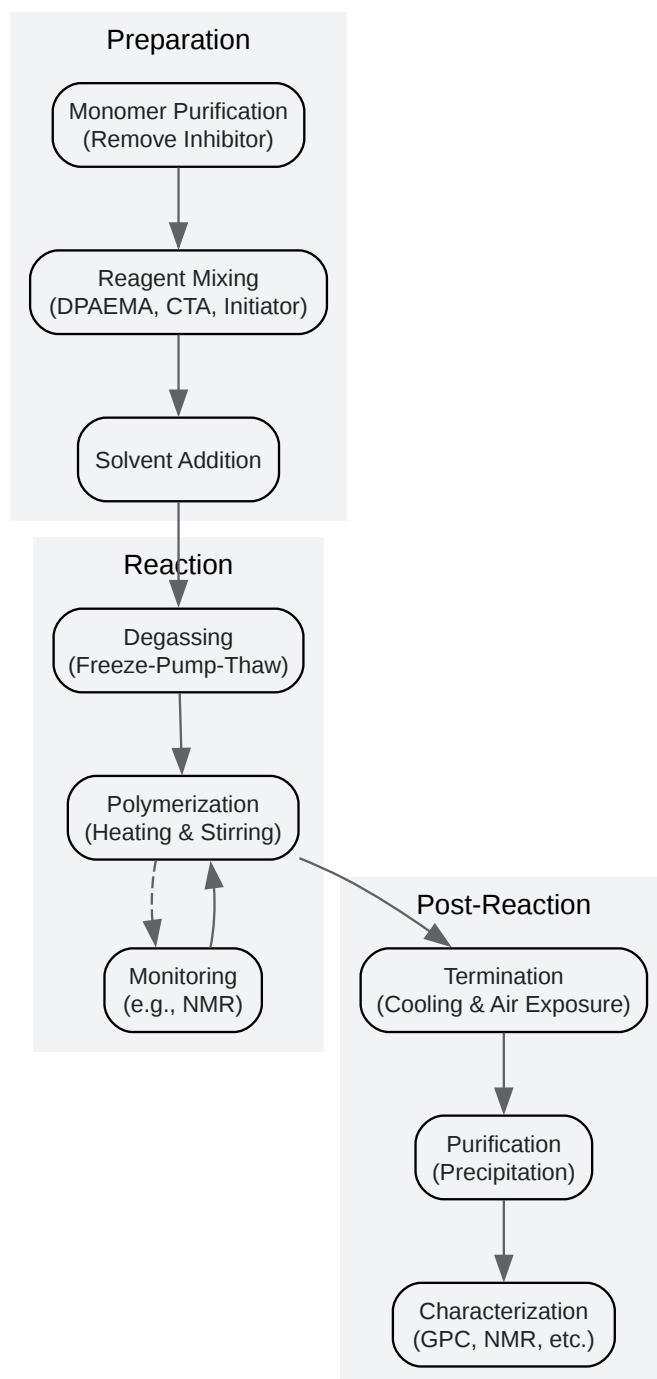 Preparation
Monomer Purification
(Remove Inhibitor)
Reagent Mixing
(DPAEMA, CTA, Initiator)
Solvent Addition
Reaction
Degassing
(Freeze-Pump-Thaw)
Polymerization
(Heating & Stirring)
Monitoring
(e.g., NMR)
Post-Reaction
Termination
(Cooling & Air Exposure)
Purification
(Precipitation)
Characterization
(GPC, NMR, etc.)